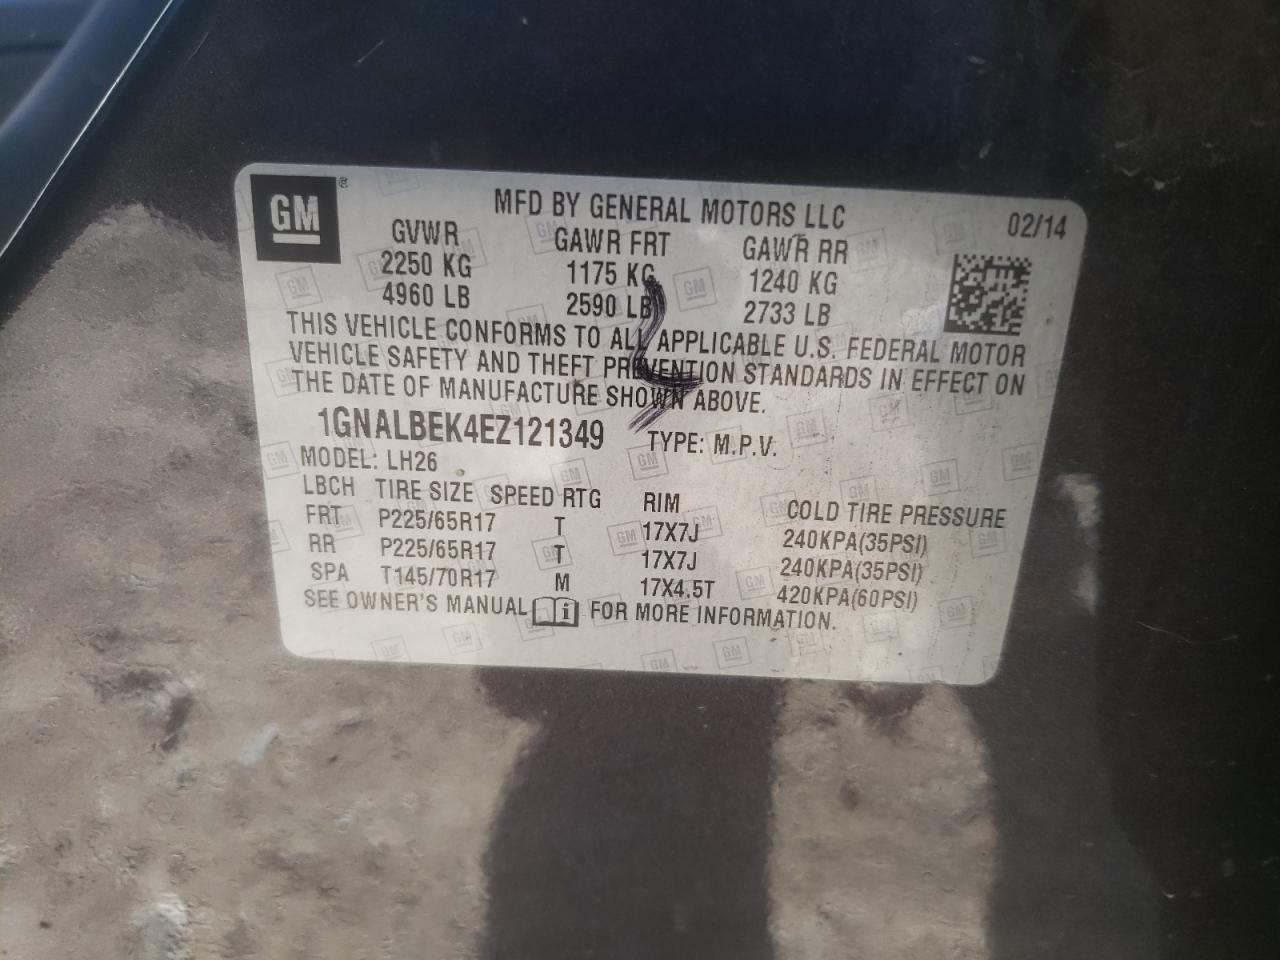 GM®
MFD BY GENERAL MOTORS LLC 02/14
GVWR GAWR FRT GAWR RR
2250 KG 1175 KG 1240 KG
4960 LB 2590 LB 2733 LB
THIS VEHICLE CONFORMS TO ALL APPLICABLE U.S. FEDERAL MOTOR
VEHICLE SAFETY AND THEFT PREVENTION STANDARDS IN EFFECT ON
THE DATE OF MANUFACTURE SHOWN ABOVE.
1GNALBEK4EZ121349 TYPE: M.P.V.
MODEL: LH26
LBCH TIRE SIZE SPEED RTG RIM COLD TIRE PRESSURE
FRT P225/65R17 T 17X7J 240KPA(35PSI)
RR P225/65R17 T 17X7J 240KPA(35PSI)
SPA T145/70R17 M 17X4.5T 420KPA(60PSI)
SEE OWNER'S MANUAL i FOR MORE INFORMATION.